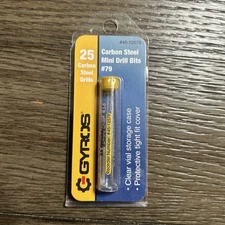 25
Carbon
Steel
Drills
Carbon Steel
Mini Drill Bits
#79
GYROS
• Clear vial storage case
• Protective tight fit cover